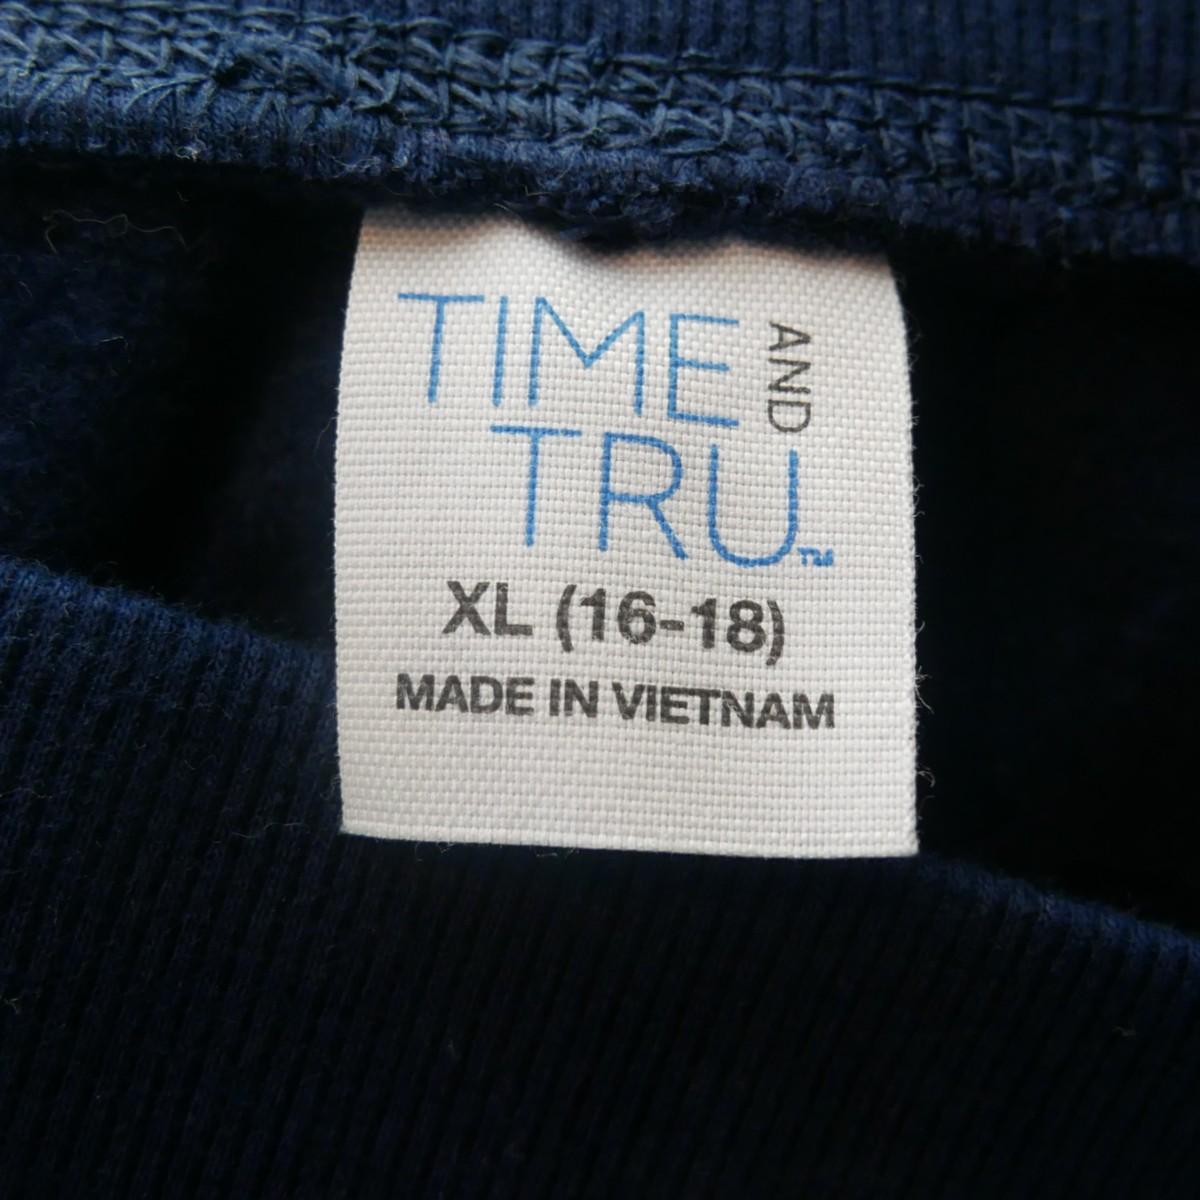 TIME AND
TRU™
XL (16-18)
MADE IN VIETNAM